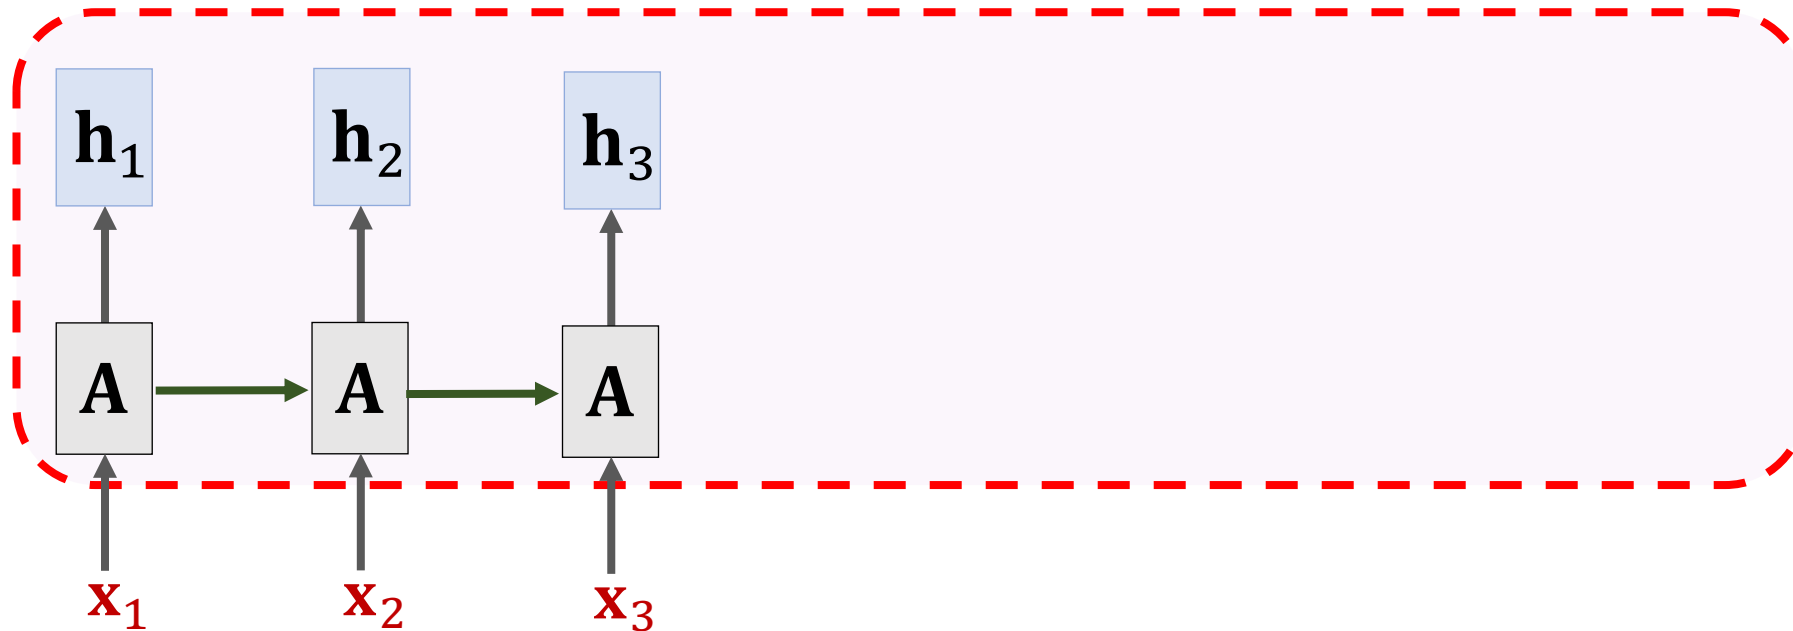 h₁ h₂ h₃
A A A
x₁ x₂ x₃